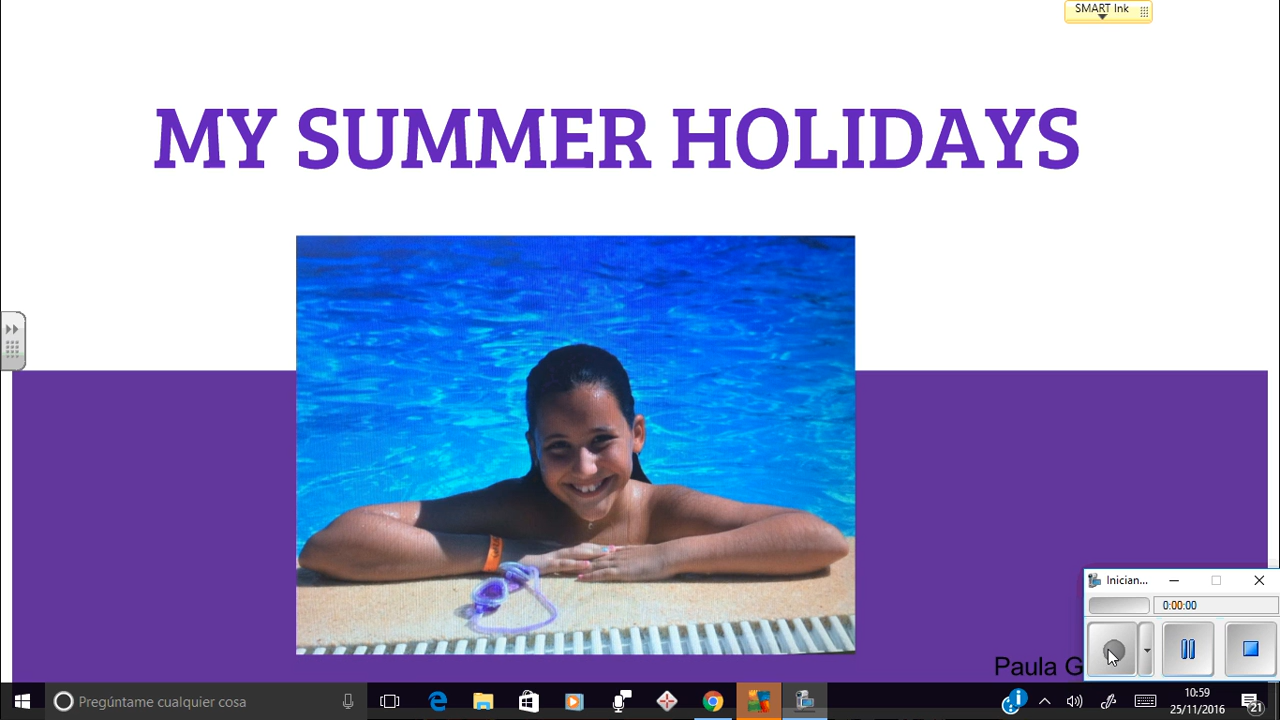 SMART Ink
MY SUMMER HOLIDAYS
Inician...
0:00:00
Paula G
Pregúntame cualquier cosa
10:59
25/11/2016
21